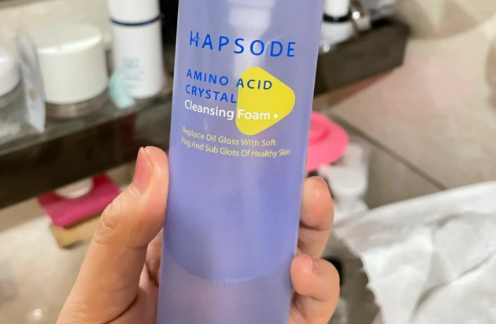 HAPSODE
AMINO ACID
CRYSTAL
Cleansing Foam
Replace Oil Gloss With Soft
Fog And Sub Gloss Of Healthy Skin